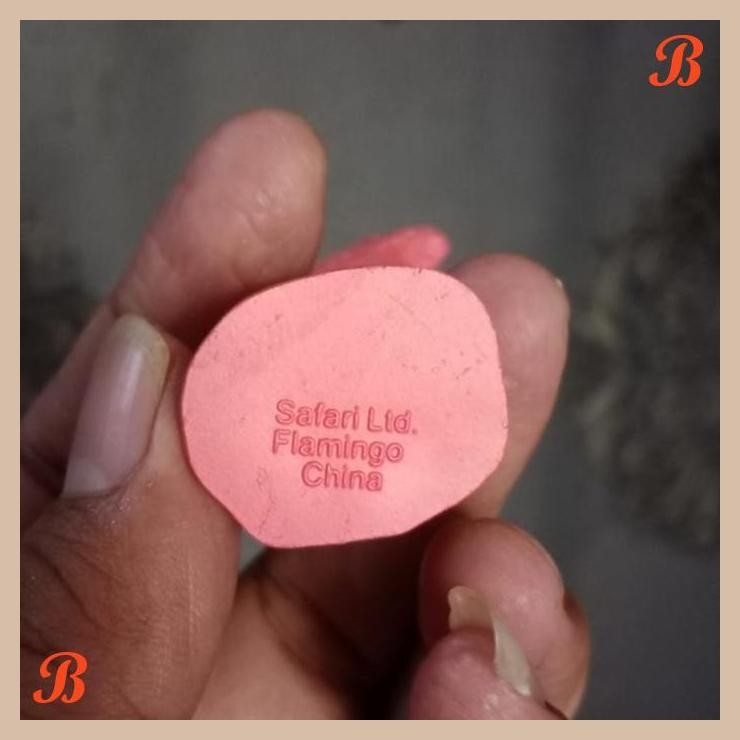 B
Safari Ltd.
Flamingo
China
B